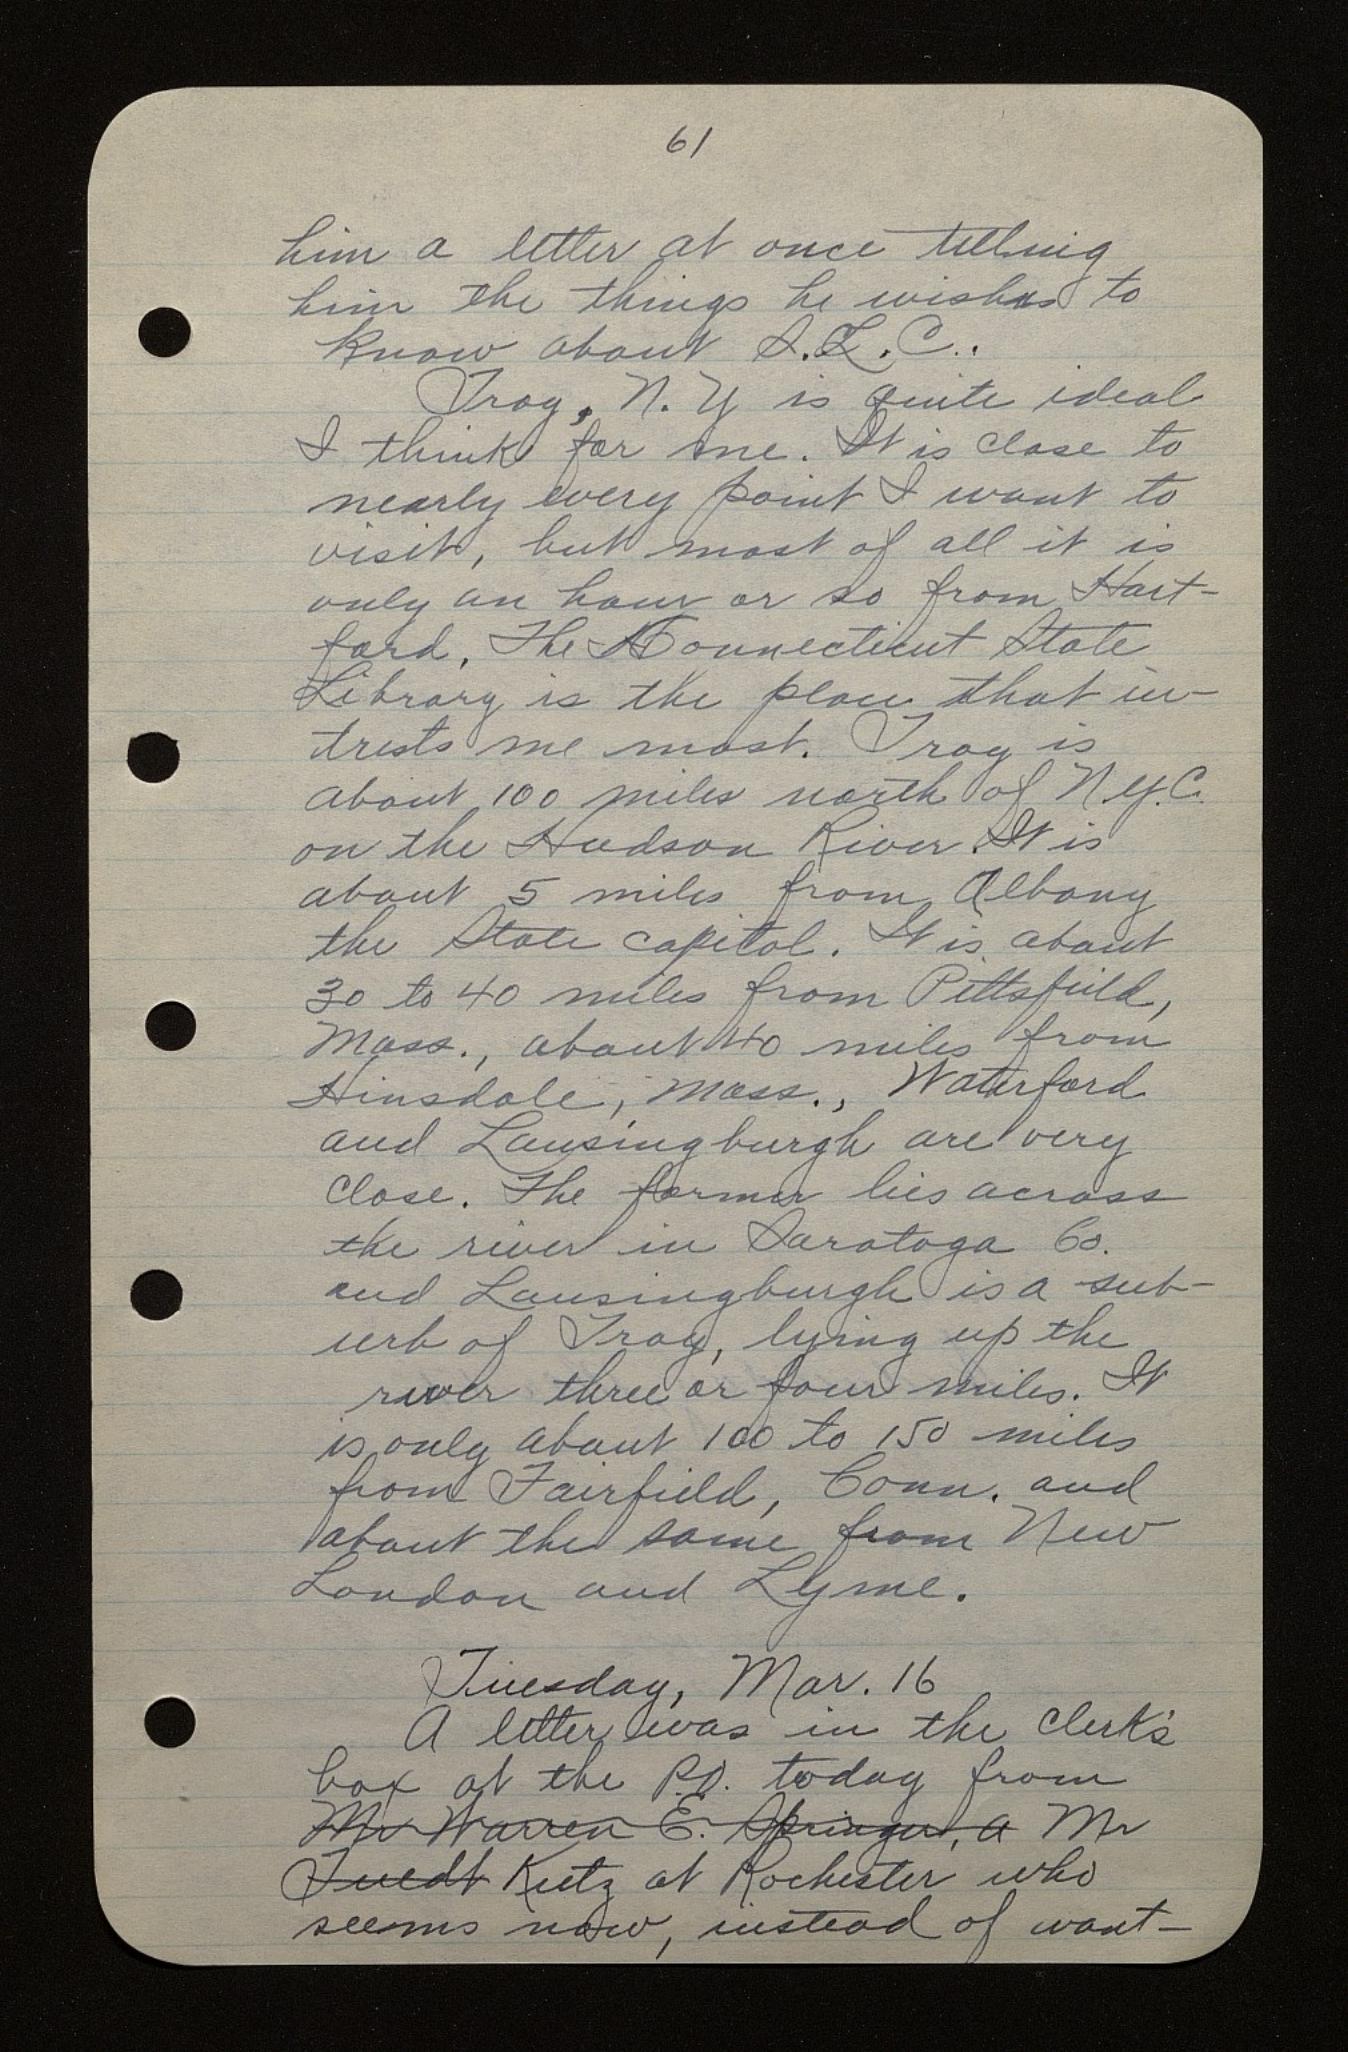 61
him a letter at once telling
him the things he wishes to
know about S.L.C..
Troy, N.Y is quite ideal
I think for me. It is close to
nearly every point I want to
visit, but most of all it is
only an hour or so from Hart-
ford. The Connecticut State
Library is the place that in-
trests me most. Troy is
about 100 miles north of N.Y.C.
on the Hudson River. It is
about 5 miles from Albany
the State capitol. It is about
30 to 40 miles from Pittsfield,
Mass., about 40 miles from
Hinsdale, Mass., Waterford
and Lansingburgh are very
close. The former lies across
the river in Saratoga Co.
and Lansingburgh is a sub-
urb of Troy, lying up the
river three or four miles. It
is only about 100 to 150 miles
from Fairfield, Conn. and
about the same from New
London and Lyme.
Tuesday, Mar. 16
A letter was in the clerk's
box at the P.O. today from
Mr Warren E. Springer, a Mr
Kutz at Rochester who
seems now, instead of want-